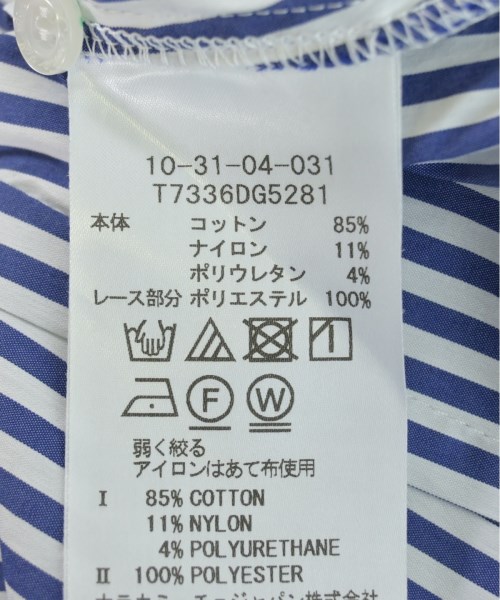 10-31-04-031
T7336DG5281
本体 コットン 85%
ナイロン 11%
ポリウレタン 4%
レース部分 ポリエステル 100%
F W
弱く絞る
アイロンはあて布使用
I 85% COTTON
11% NYLON
4% POLYURETHANE
II 100% POLYESTER